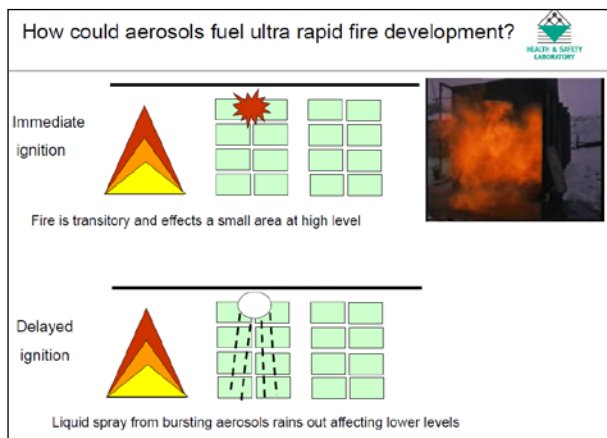 How could aerosols fuel ultra rapid fire development?
HEALTH & SAFETY
LABORATORY
Immediate
ignition
Fire is transitory and effects a small area at high level
Delayed
ignition
Liquid spray from bursting aerosols rains out affecting lower levels